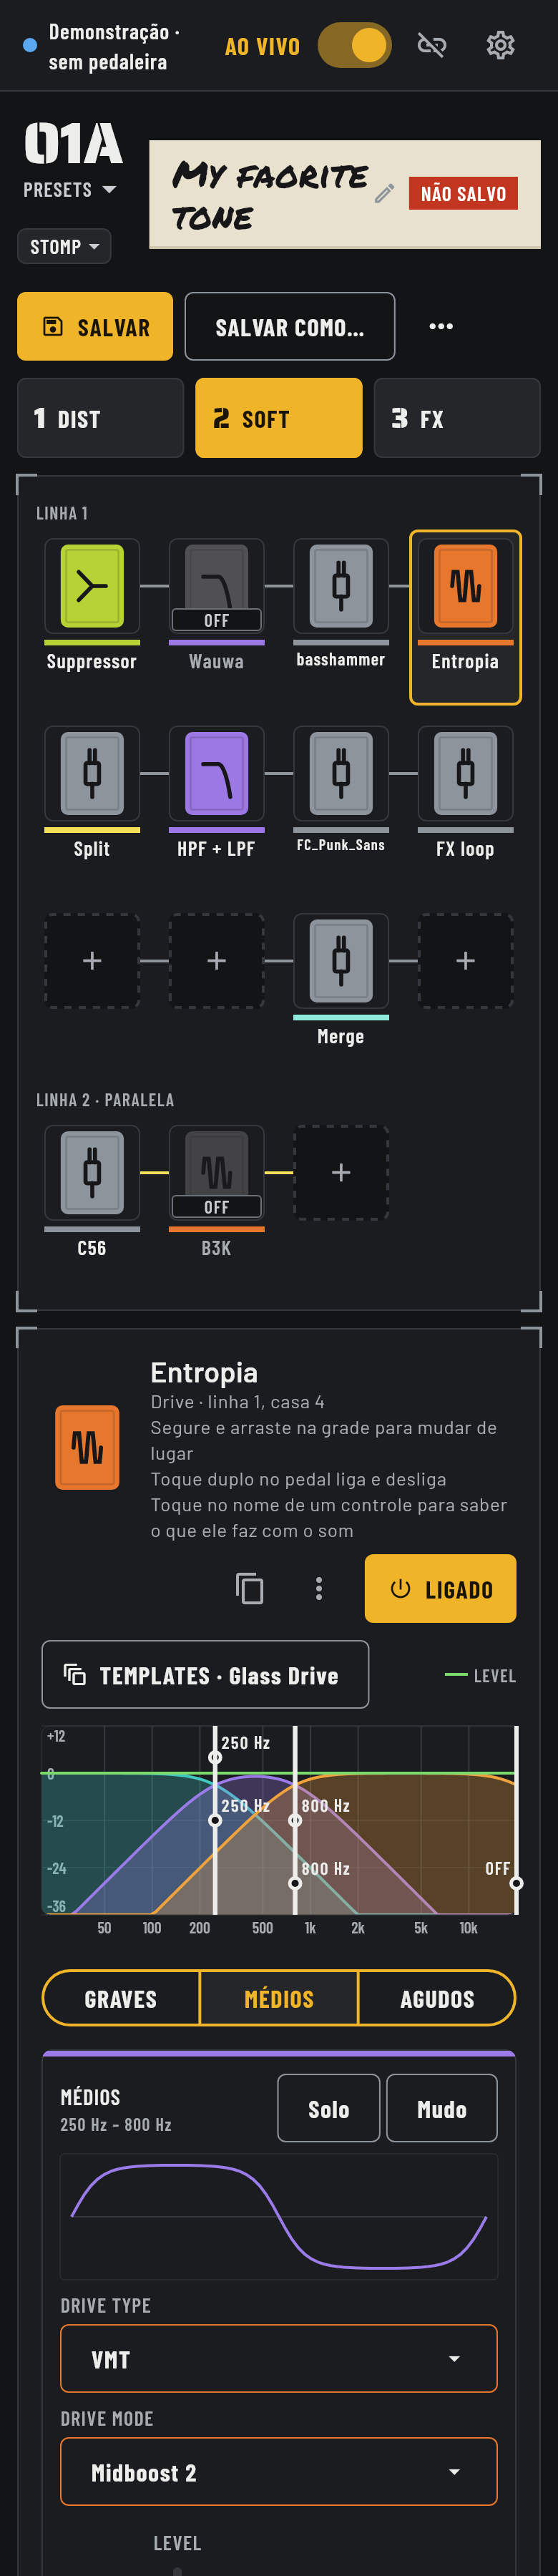 Demonstração ·
sem pedaleira
AO VIVO
01A
PRESETS
STOMP
My faorite
tone
NÃO SALVO
SALVAR
SALVAR COMO...
1 DIST
2 SOFT
3 FX
LINHA 1
OFF
Suppressor
Wauwa
basshammer
Entropia
Split
HPF + LPF
FC_Punk_Sans
FX loop
+
+
+
Merge
LINHA 2 · PARALELA
OFF
+
C56
B3K
Entropia
Drive · linha 1, casa 4
Segure e arraste na grade para mudar de
lugar
Toque duplo no pedal liga e desliga
Toque no nome de um controle para saber
o que ele faz com o som
LIGADO
TEMPLATES · Glass Drive
LEVEL
+12
0
-12
-24
-36
250 Hz
250 Hz
800 Hz
800 Hz
OFF
50 100 200 500 1k 2k 5k 10k
GRAVES
MÉDIOS
AGUDOS
MÉDIOS
250 Hz – 800 Hz
Solo
Mudo
DRIVE TYPE
VMT
DRIVE MODE
Midboost 2
LEVEL